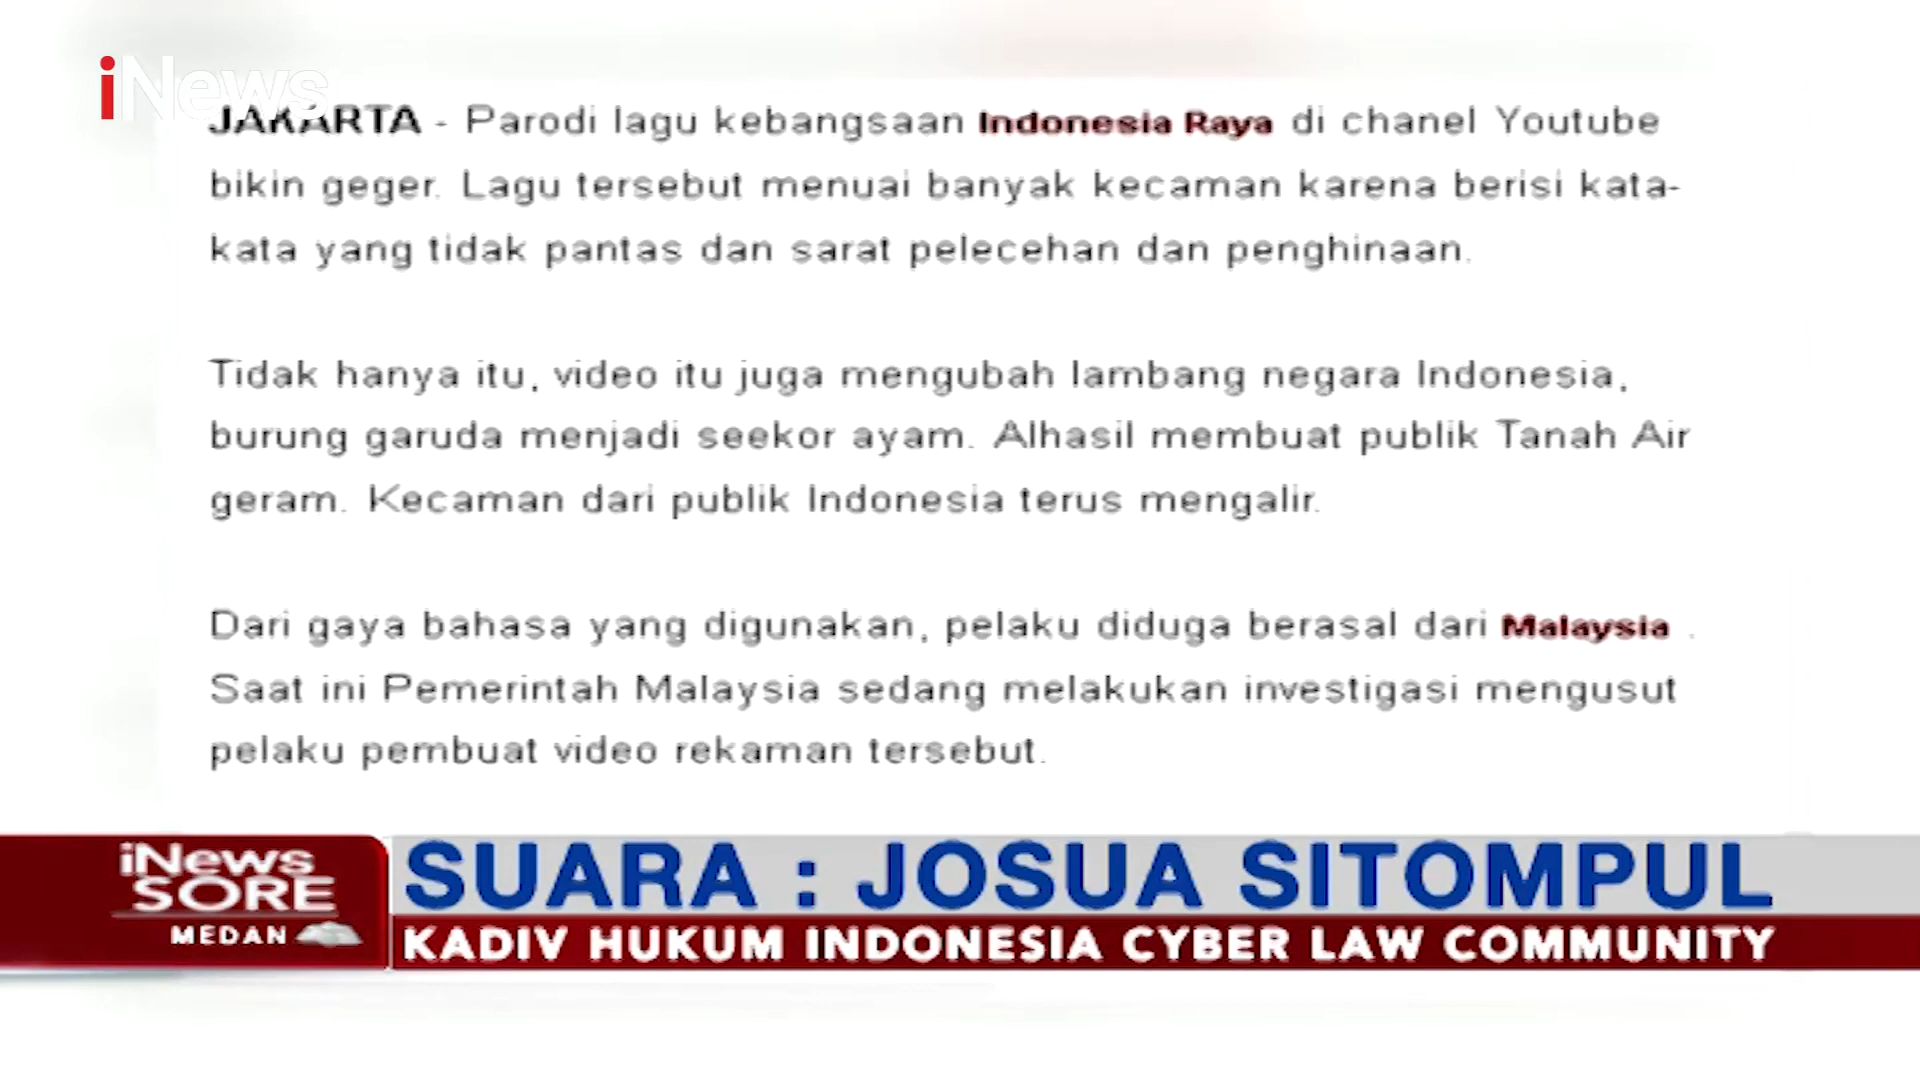 iNews
JAKARTA - Parodi lagu kebangsaan Indonesia Raya di chanel Youtube
bikin geger. Lagu tersebut menuai banyak kecaman karena berisi kata-
kata yang tidak pantas dan sarat pelecehan dan penghinaan.
Tidak hanya itu, video itu juga mengubah lambang negara Indonesia,
burung garuda menjadi seekor ayam. Alhasil membuat publik Tanah Air
geram. Kecaman dari publik Indonesia terus mengalir.
Dari gaya bahasa yang digunakan, pelaku diduga berasal dari Malaysia .
Saat ini Pemerintah Malaysia sedang melakukan investigasi mengusut
pelaku pembuat video rekaman tersebut.
iNews
SORE
MEDAN
SUARA : JOSUA SITOMPUL
KADIV HUKUM INDONESIA CYBER LAW COMMUNITY